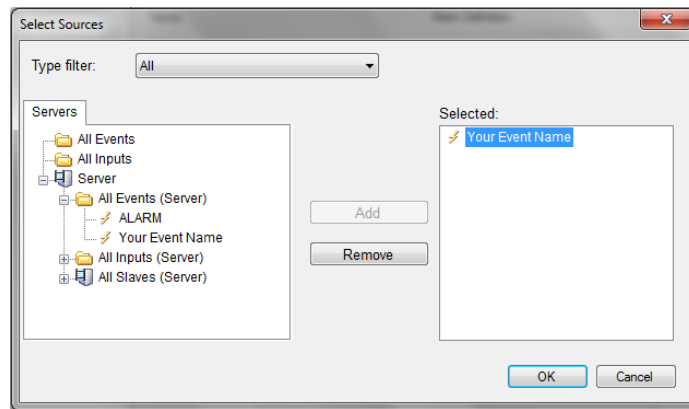 Select Sources
Type filter:
All
Servers
All Events
All Inputs
Server
All Events (Server)
ALARM
Your Event Name
All Inputs (Server)
All Slaves (Server)
Add
Remove
Selected:
Your Event Name
OK
Cancel